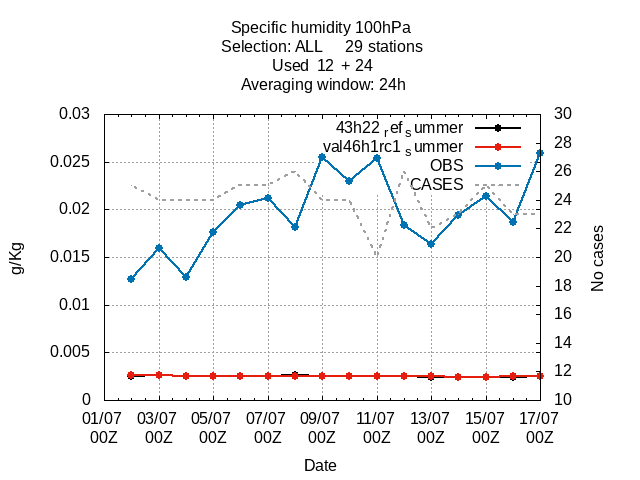 Specific humidity 100hPa
Selection: ALL 29 stations
Used 12 + 24
Averaging window: 24h
43h22 ref summer
val46h1rc1 summer
OBS
CASES
0.03
0.025
0.02
0.015
0.01
0.005
0
g/Kg
30
28
26
24
22
20
18
16
14
12
10
No cases
01/07 03/07 05/07 07/07 09/07 11/07 13/07 15/07 17/07
00Z 00Z 00Z 00Z 00Z 00Z 00Z 00Z 00Z
Date